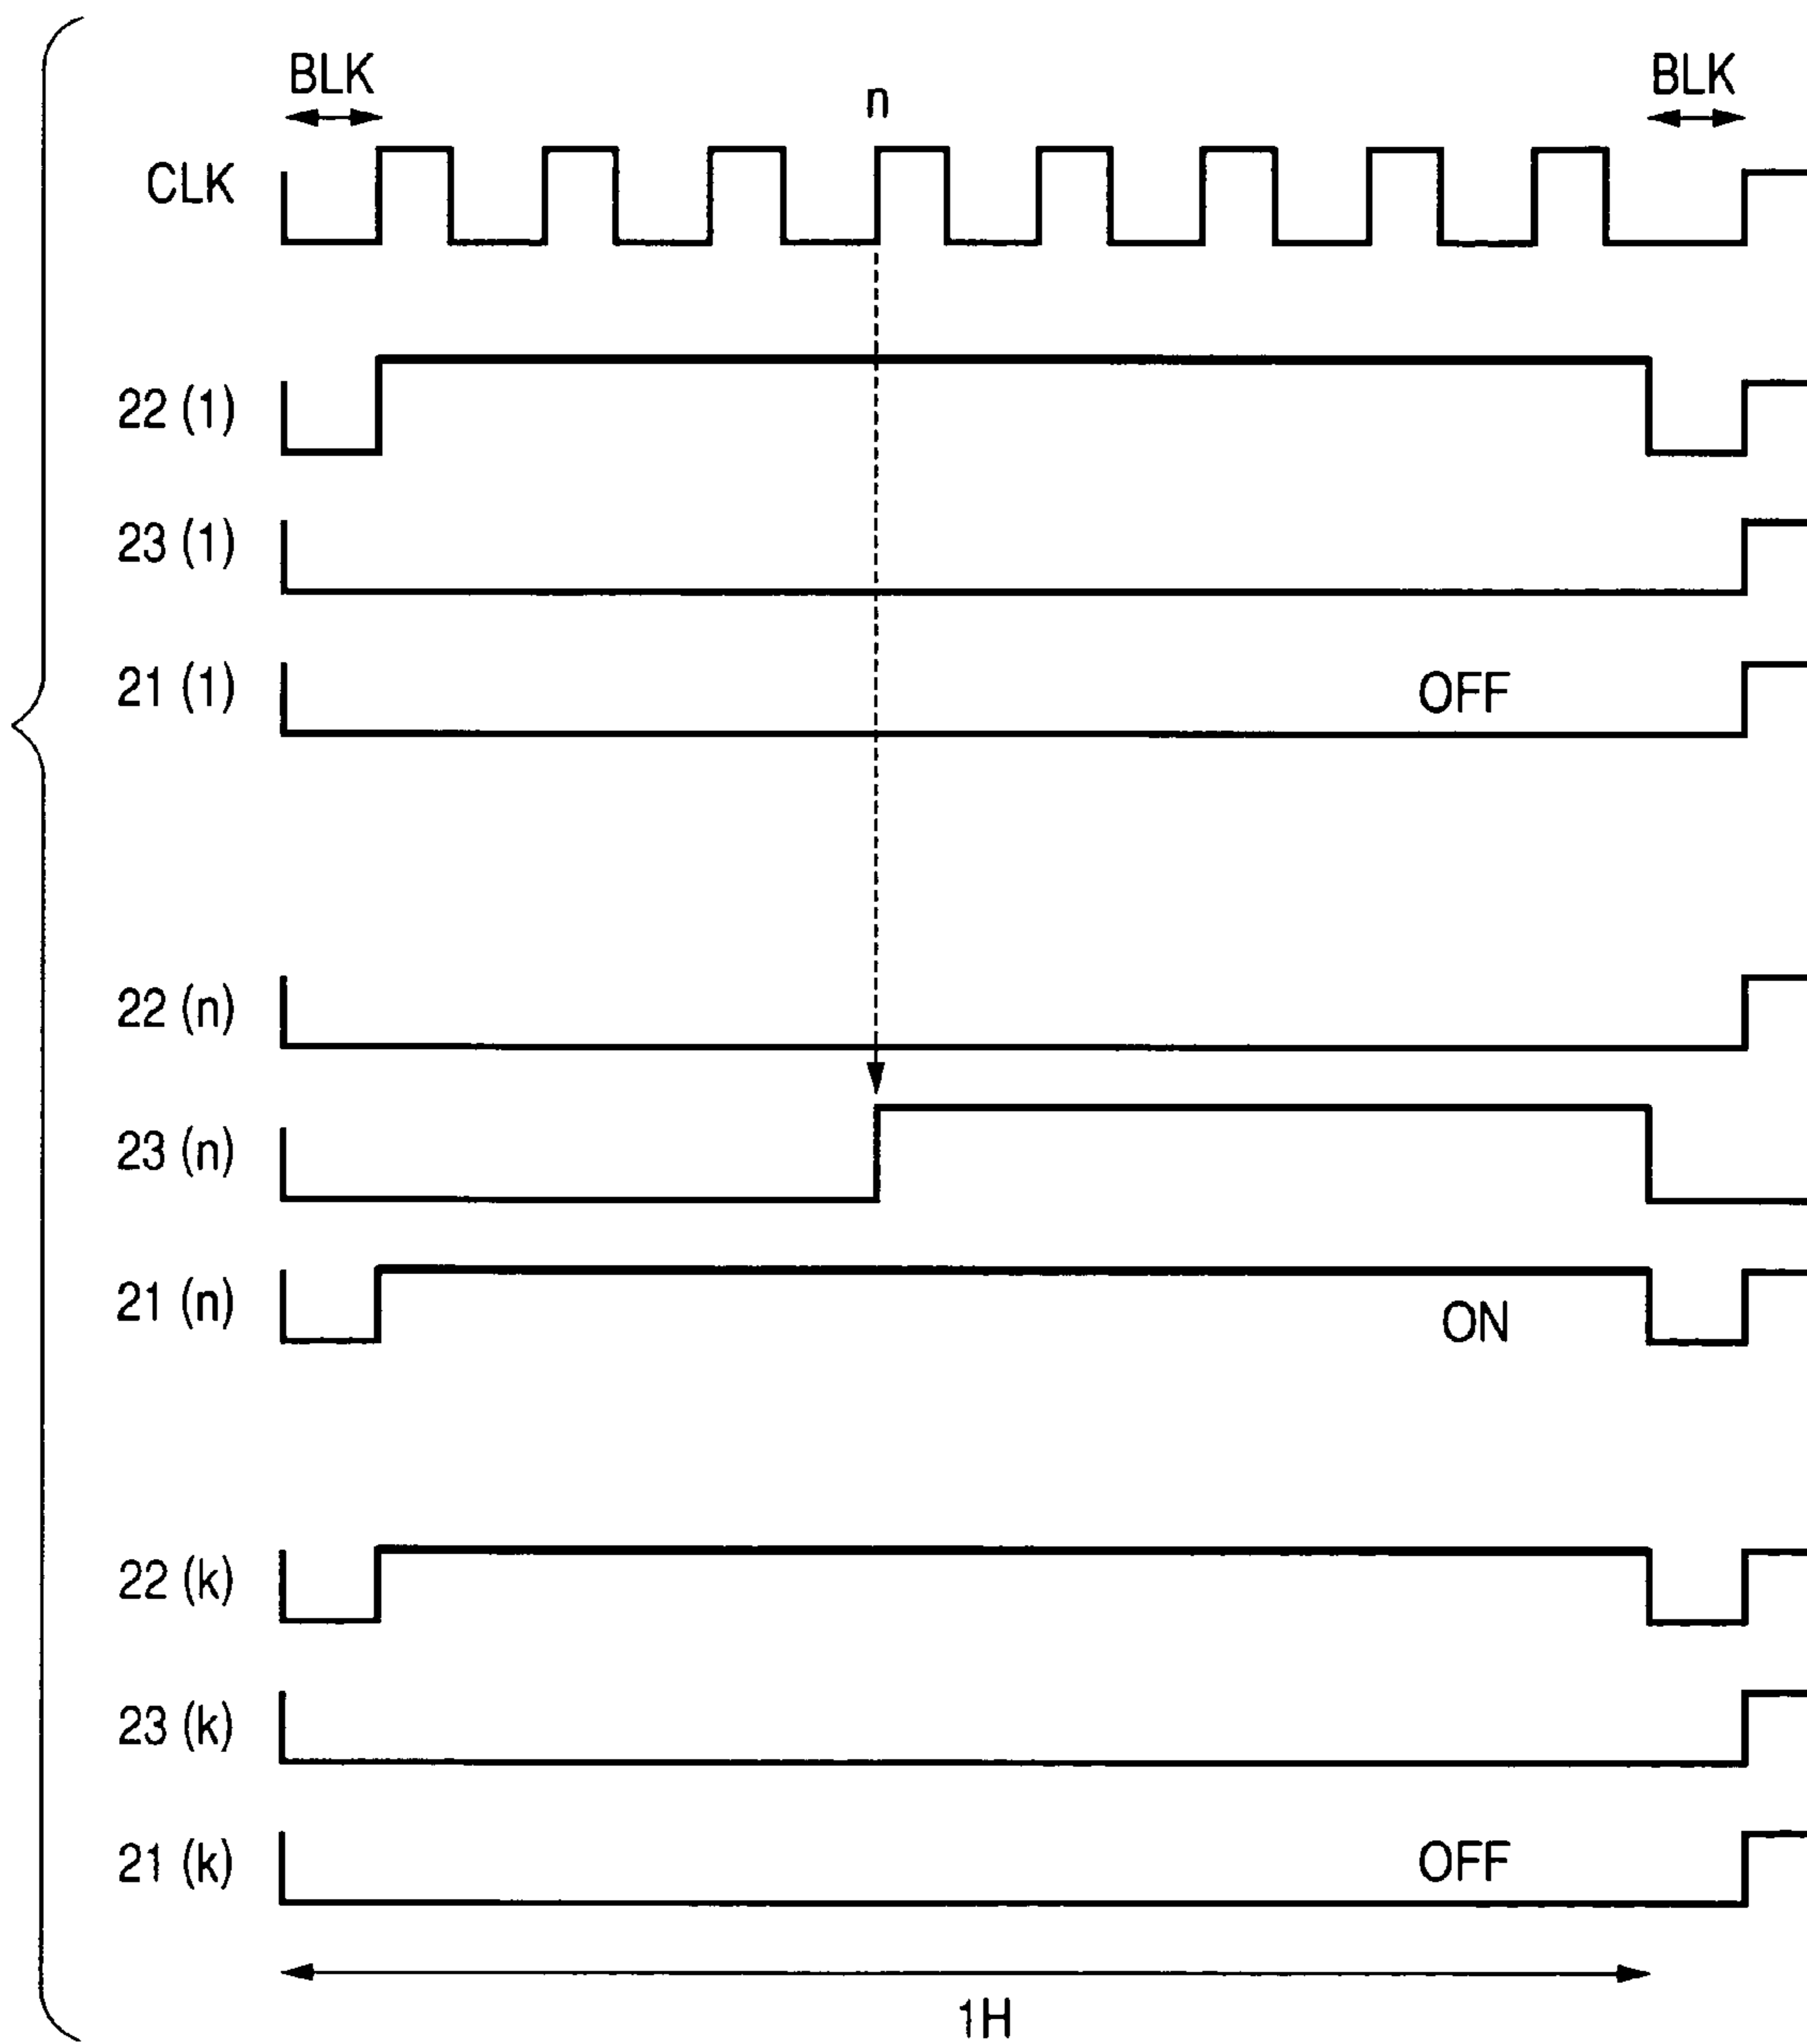 BLK BLK
n
CLK
22 (1)
23 (1)
21 (1) OFF
22 (n)
23 (n)
21 (n) ON
22 (k)
23 (k)
21 (k) OFF
1H